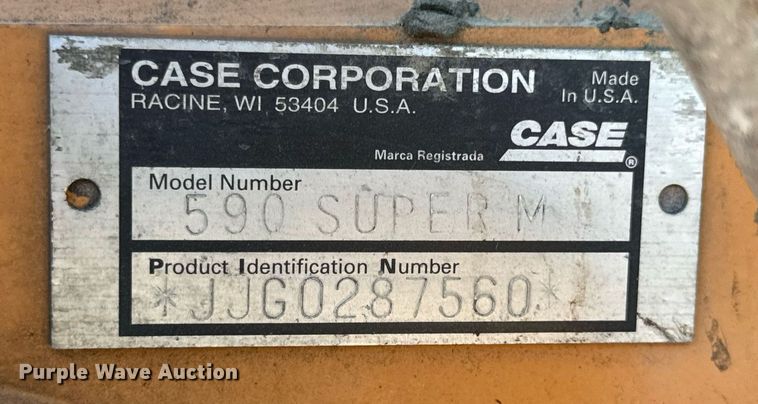 CASE CORPORATION
RACINE, WI 53404 U.S.A.
Made
In U.S.A.
Marca Registrada
CASE®
Model Number
590 SUPER M
Product Identification Number
*JJG0287560*
Purple Wave Auction